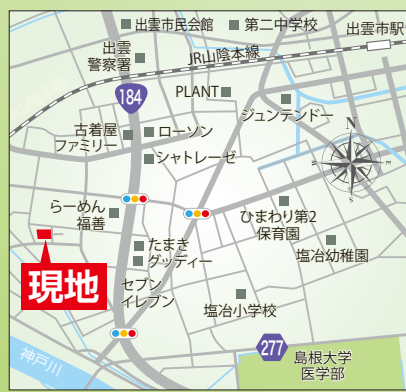 出雲市民会館
第二中学校
出雲市駅
出雲
警察署
JR山陰本線
184
PLANT
ジュンテンドー
古着屋
ファミリー
ローソン
シャトレーゼ
N
E
S
らーめん
福善
ひまわり第2
保育園
塩冶幼稚園
たまき
グッディー
現地
セブン
イレブン
塩冶小学校
神戸川
277
島根大学
医学部